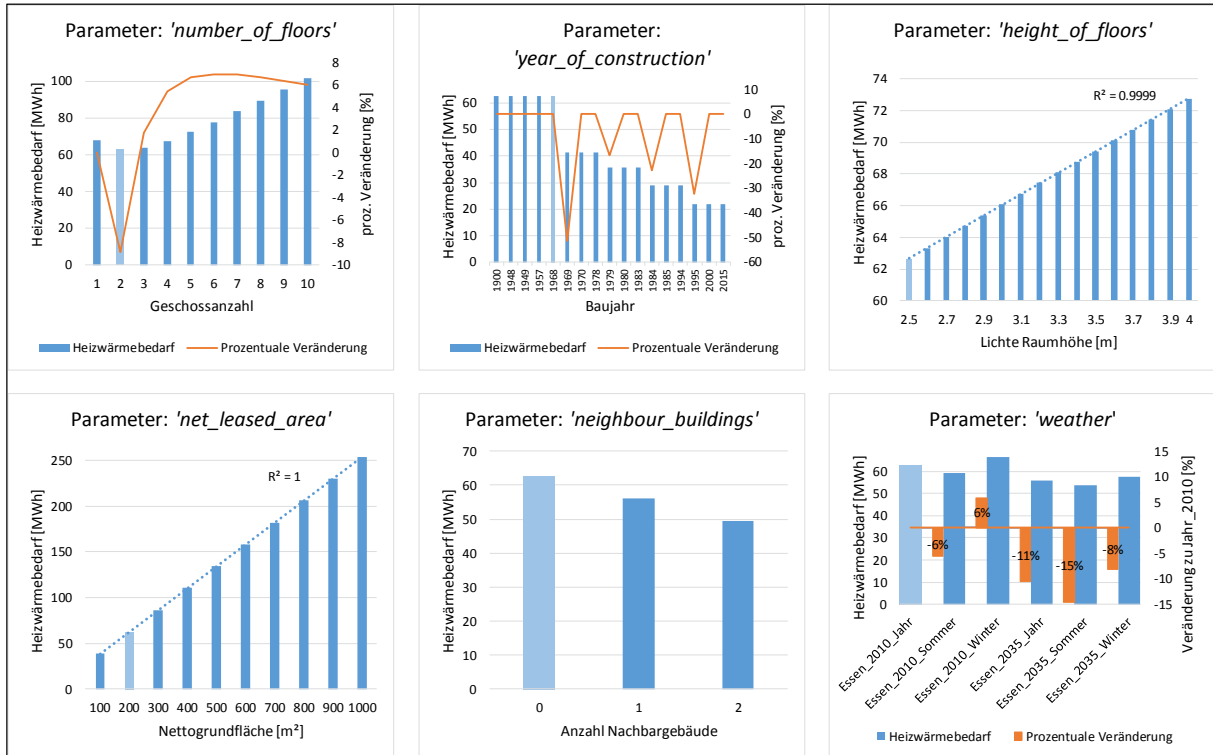 Parameter: 'number_of_floors'
Heizwärmebedarf [MWh]
100
80
60
40
20
0
8
6
4
2
0
-2
-4
-6
-8
-10
proz. Veränderung [%]
1 2 3 4 5 6 7 8 9 10
Geschossanzahl
Heizwärmebedarf Prozentuale Veränderung
Parameter:
'year_of_construction'
Heizwärmebedarf [MWh]
60
50
40
30
20
10
0
10
0
-10
-20
-30
-40
-50
-60
proz. Veränderung [%]
1900 1948 1949 1957 1968 1969 1970 1978 1979 1980 1983 1984 1985 1994 1995 2000 2015
Baujahr
Heizwärmebedarf Prozentuale Veränderung
Parameter: 'height_of_floors'
Heizwärmebedarf [MWh]
74
72
70
68
66
64
62
60
R² = 0.9999
2.5 2.7 2.9 3.1 3.3 3.5 3.7 3.9 4
Lichte Raumhöhe [m]
Parameter: 'net_leased_area'
Heizwärmebedarf [MWh]
250
200
150
100
50
0
R² = 1
100 200 300 400 500 600 700 800 900 1000
Nettogrundfläche [m²]
Parameter: 'neighbour_buildings'
Heizwärmebedarf [MWh]
70
60
50
40
30
20
10
0
0 1 2
Anzahl Nachbargebäude
Parameter: 'weather'
Heizwärmebedarf [MWh]
60
50
40
30
20
10
0
15
10
5
0
-5
-10
-15
Veränderung zu Jahr_2010 [%]
-6%
6%
-11%
-15%
-8%
Essen_2010_Jahr
Essen_2010_Sommer
Essen_2010_Winter
Essen_2035_Jahr
Essen_2035_Sommer
Essen_2035_Winter
Heizwärmebedarf Prozentuale Veränderung